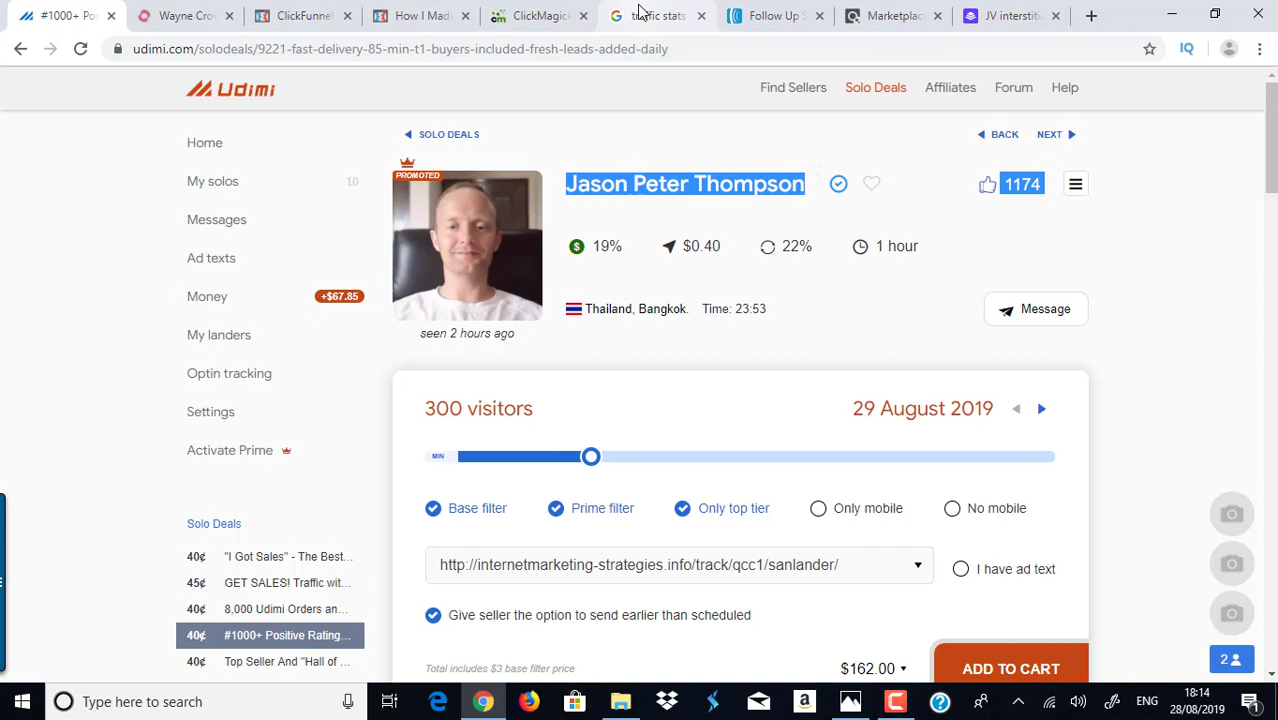 #1000+ Pos
Wayne Crow
ClickFunnel
How I Made
ClickMagick
traffic stats
Follow Up S
Marketplac
JV interstiti
udimi.com/solodeals/9221-fast-delivery-85-min-t1-buyers-included-fresh-leads-added-daily
IQ
Udimi
Find Sellers
Solo Deals
Affiliates
Forum
Help
SOLO DEALS
BACK
NEXT
Home
My solos 10
Messages
Ad texts
Money +$67.85
My landers
Optin tracking
Settings
Activate Prime
PROMOTED
seen 2 hours ago
Jason Peter Thompson
1174
$ 19%
$0.40
22%
1 hour
Thailand, Bangkok. Time: 23:53
Message
300 visitors
29 August 2019
MIN
Base filter
Prime filter
Only top tier
Only mobile
No mobile
http://internetmarketing-strategies.info/track/qcc1/sanlander/
I have ad text
Give seller the option to send earlier than scheduled
Total includes $3 base filter price
$162.00
ADD TO CART
Solo Deals
40¢ "I Got Sales" - The Best...
45¢ GET SALES! Traffic wit...
40¢ 8,000 Udimi Orders an...
40¢ #1000+ Positive Rating...
40¢ Top Seller And "Hall of ...
2
Type here to search
ENG
18:14
28/08/2019
1